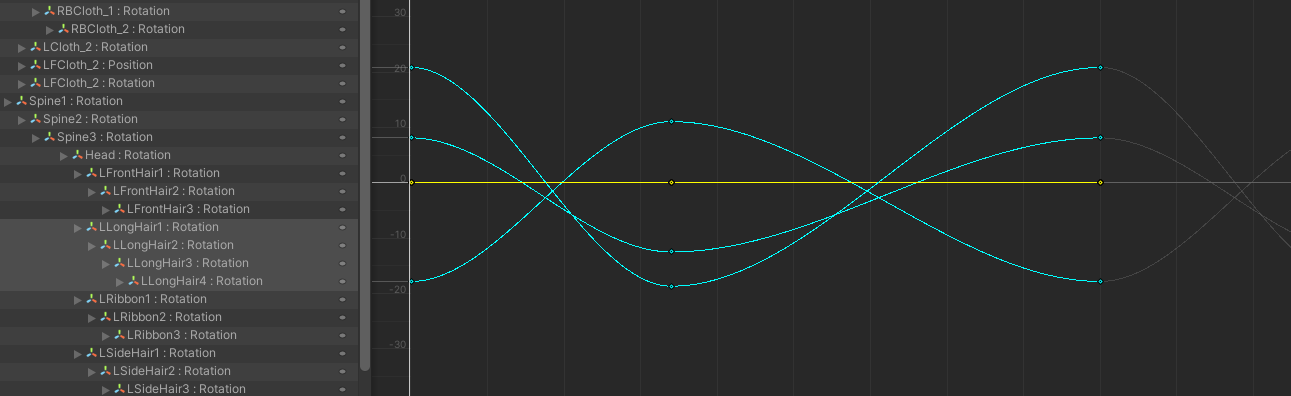 RBCloth_1 : Rotation
RBCloth_2 : Rotation
LCloth_2 : Rotation
LFCloth_2 : Position
LFCloth_2 : Rotation
Spine1 : Rotation
Spine2 : Rotation
Spine3 : Rotation
Head : Rotation
LFrontHair1 : Rotation
LFrontHair2 : Rotation
LFrontHair3 : Rotation
LLongHair1 : Rotation
LLongHair2 : Rotation
LLongHair3 : Rotation
LLongHair4 : Rotation
LRibbon1 : Rotation
LRibbon2 : Rotation
LRibbon3 : Rotation
LSideHair1 : Rotation
LSideHair2 : Rotation
LSideHair3 : Rotation
30
20
10
0
-10
-20
-30